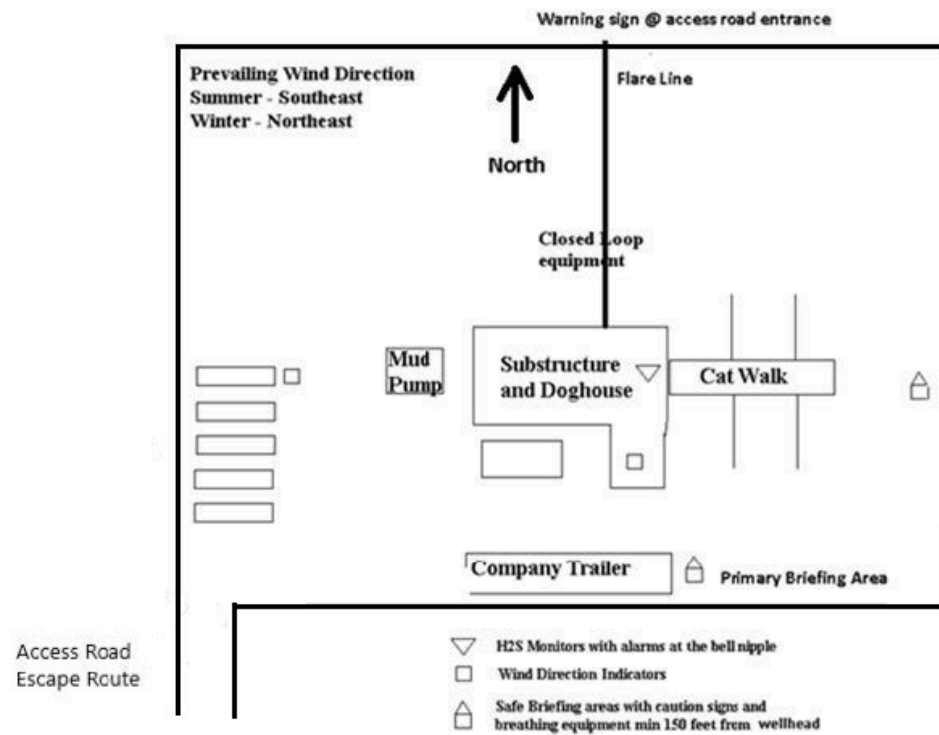 Warning sign @ access road entrance
Prevailing Wind Direction
Summer - Southeast
Winter - Northeast
Flare Line
North
Closed Loop
equipment
Mud
Pump
Substructure
and Doghouse
Cat Walk
Company Trailer
Primary Briefing Area
Access Road
Escape Route
H2S Monitors with alarms at the bell nipple
Wind Direction Indicators
Safe Briefing areas with caution signs and
breathing equipment min 150 feet from wellhead